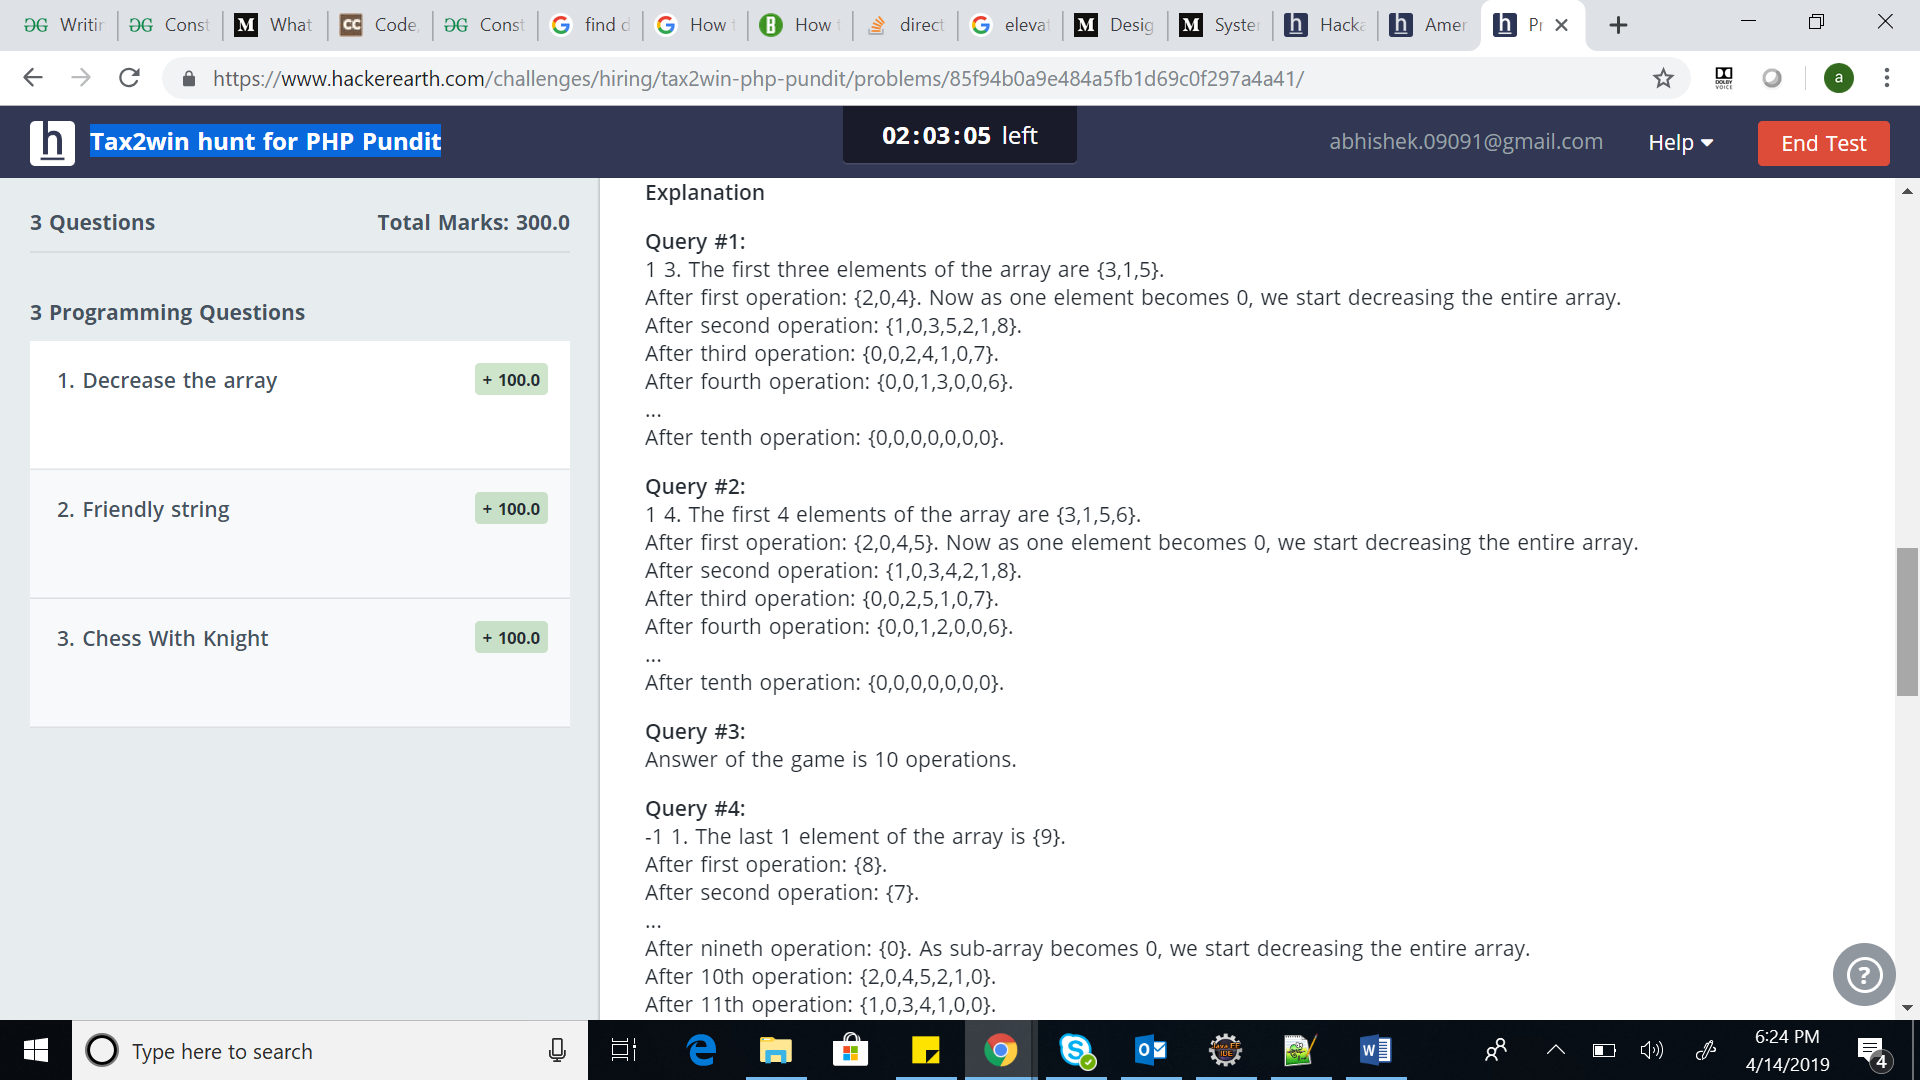 Writin
Const
What
Code,
Const
find d
How t
How t
direct
elevat
Desig
System
Hacka
Amer
https://www.hackerearth.com/challenges/hiring/tax2win-php-pundit/problems/85f94b0a9e484a5fb1d69c0f297a4a41/
Tax2win hunt for PHP Pundit
02:03:05 left
abhishek.09091@gmail.com
Help
End Test
3 Questions Total Marks: 300.0
3 Programming Questions
1. Decrease the array + 100.0
2. Friendly string + 100.0
3. Chess With Knight + 100.0
Explanation
Query #1:
1 3. The first three elements of the array are {3,1,5}.
After first operation: {2,0,4}. Now as one element becomes 0, we start decreasing the entire array.
After second operation: {1,0,3,5,2,1,8}.
After third operation: {0,0,2,4,1,0,7}.
After fourth operation: {0,0,1,3,0,0,6}.
...
After tenth operation: {0,0,0,0,0,0,0}.
Query #2:
1 4. The first 4 elements of the array are {3,1,5,6}.
After first operation: {2,0,4,5}. Now as one element becomes 0, we start decreasing the entire array.
After second operation: {1,0,3,4,2,1,8}.
After third operation: {0,0,2,5,1,0,7}.
After fourth operation: {0,0,1,2,0,0,6}.
...
After tenth operation: {0,0,0,0,0,0,0}.
Query #3:
Answer of the game is 10 operations.
Query #4:
-1 1. The last 1 element of the array is {9}.
After first operation: {8}.
After second operation: {7}.
...
After nineth operation: {0}. As sub-array becomes 0, we start decreasing the entire array.
After 10th operation: {2,0,4,5,2,1,0}.
After 11th operation: {1,0,3,4,1,0,0}.
Type here to search
6:24 PM
4/14/2019
4